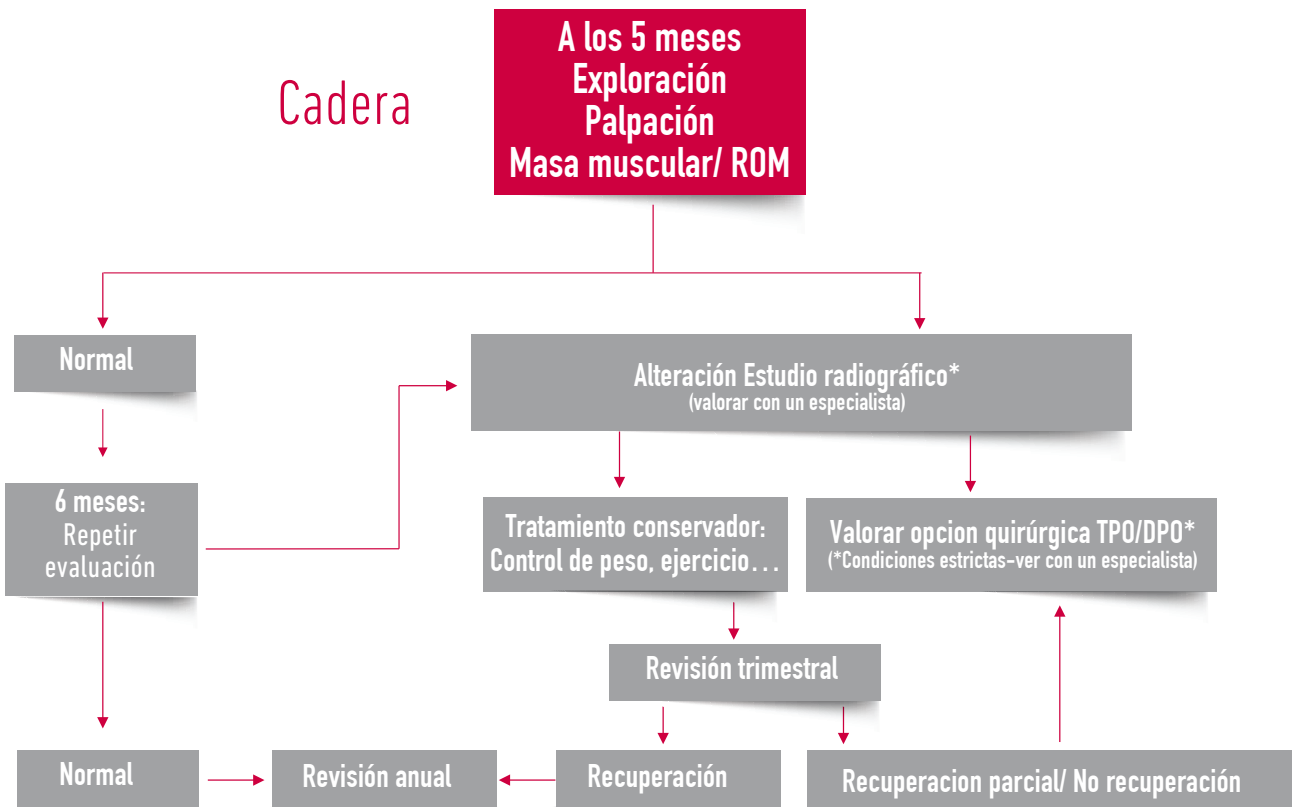 Cadera
A los 5 meses
Exploración
Palpación
Masa muscular/ ROM
Normal
Alteración Estudio radiográfico*
(valorar con un especialista)
6 meses:
Repetir
evaluación
Tratamiento conservador:
Control de peso, ejercicio...
Valorar opcion quirúrgica TPO/DPO*
(*Condiciones estrictas-ver con un especialista)
Revisión trimestral
Normal
Revisión anual
Recuperación
Recuperacion parcial/ No recuperación